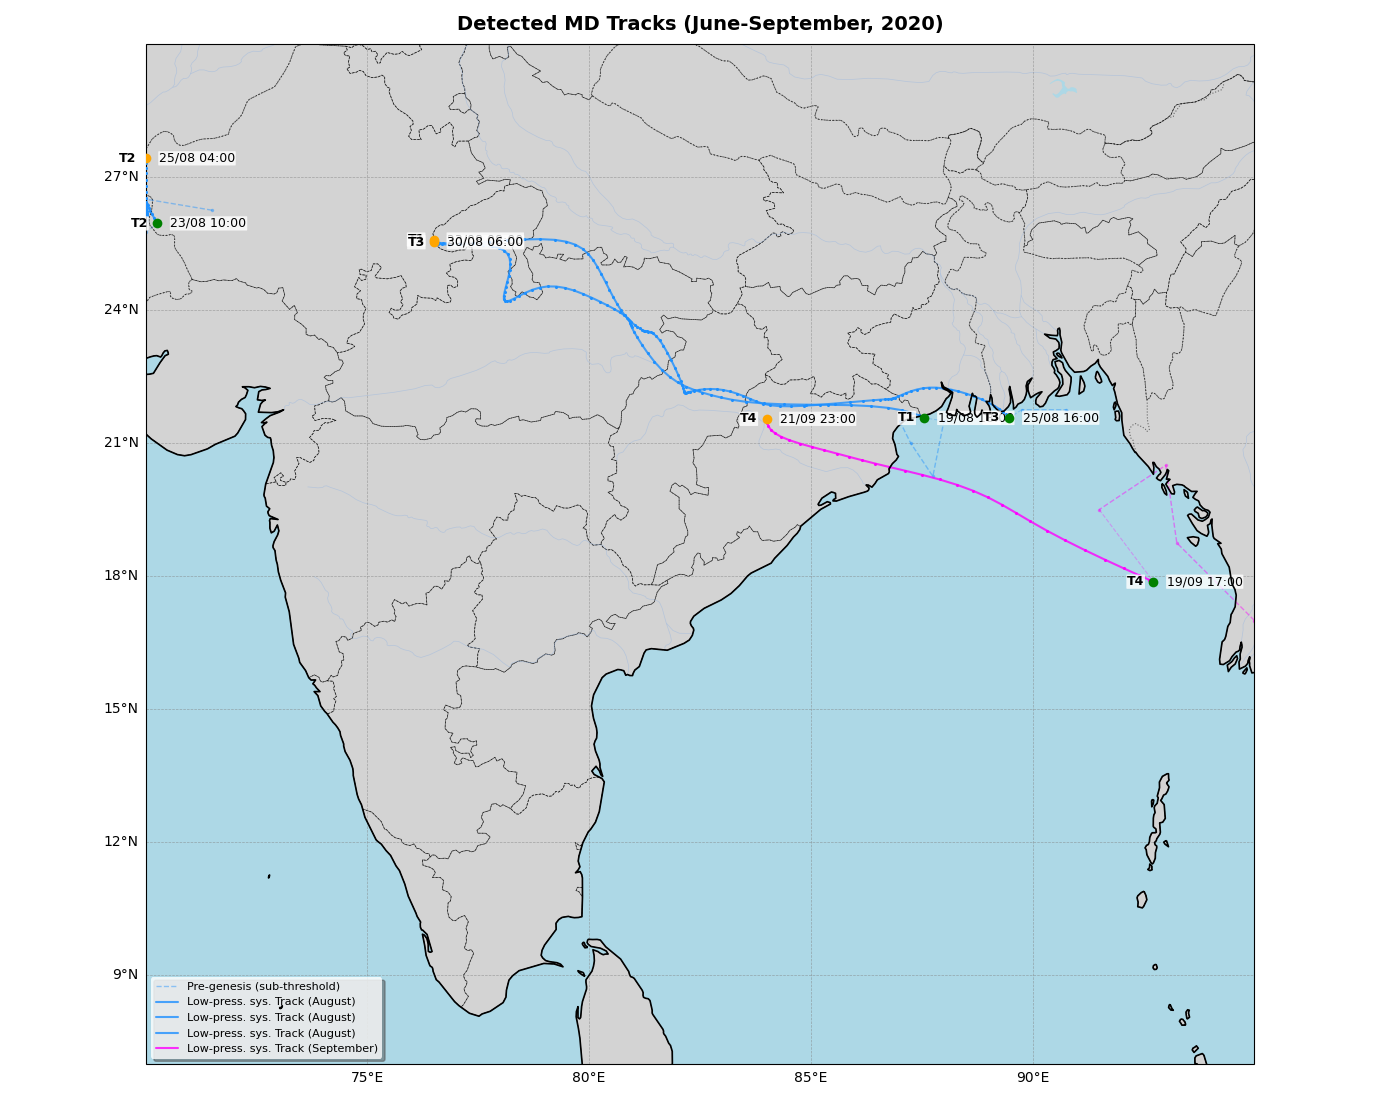 Detected MD Tracks (June-September, 2020)
T2 25/08 04:00
27°N
T2 23/08 10:00
T3 30/08 06:00
24°N
T4 21/09 23:00
T1 19/08
T3 25/08 16:00
21°N
18°N
T4 19/09 17:00
15°N
12°N
9°N
Pre-genesis (sub-threshold)
Low-press. sys. Track (August)
Low-press. sys. Track (August)
Low-press. sys. Track (August)
Low-press. sys. Track (September)
75°E 80°E 85°E 90°E